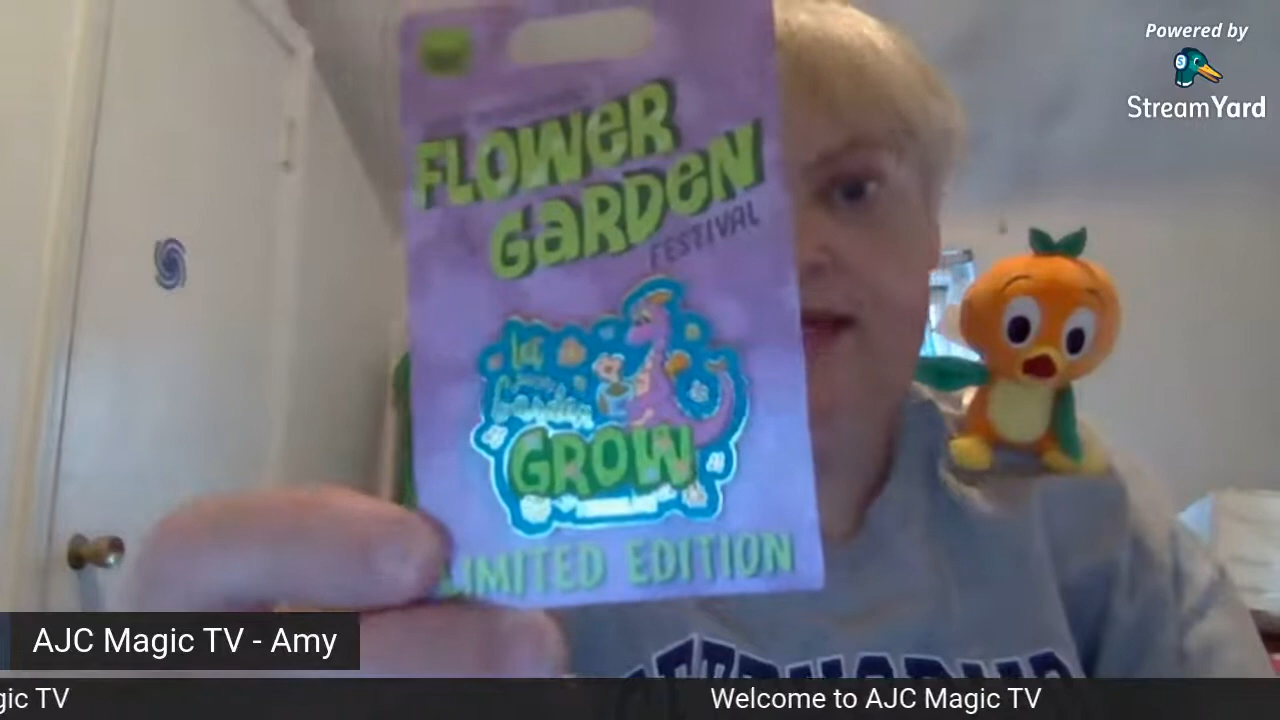 Powered by
StreamYard
FLOWER
GARDEN
FESTIVAL
GROW
LIMITED EDITION
AJC Magic TV - Amy
gic TV
Welcome to AJC Magic TV